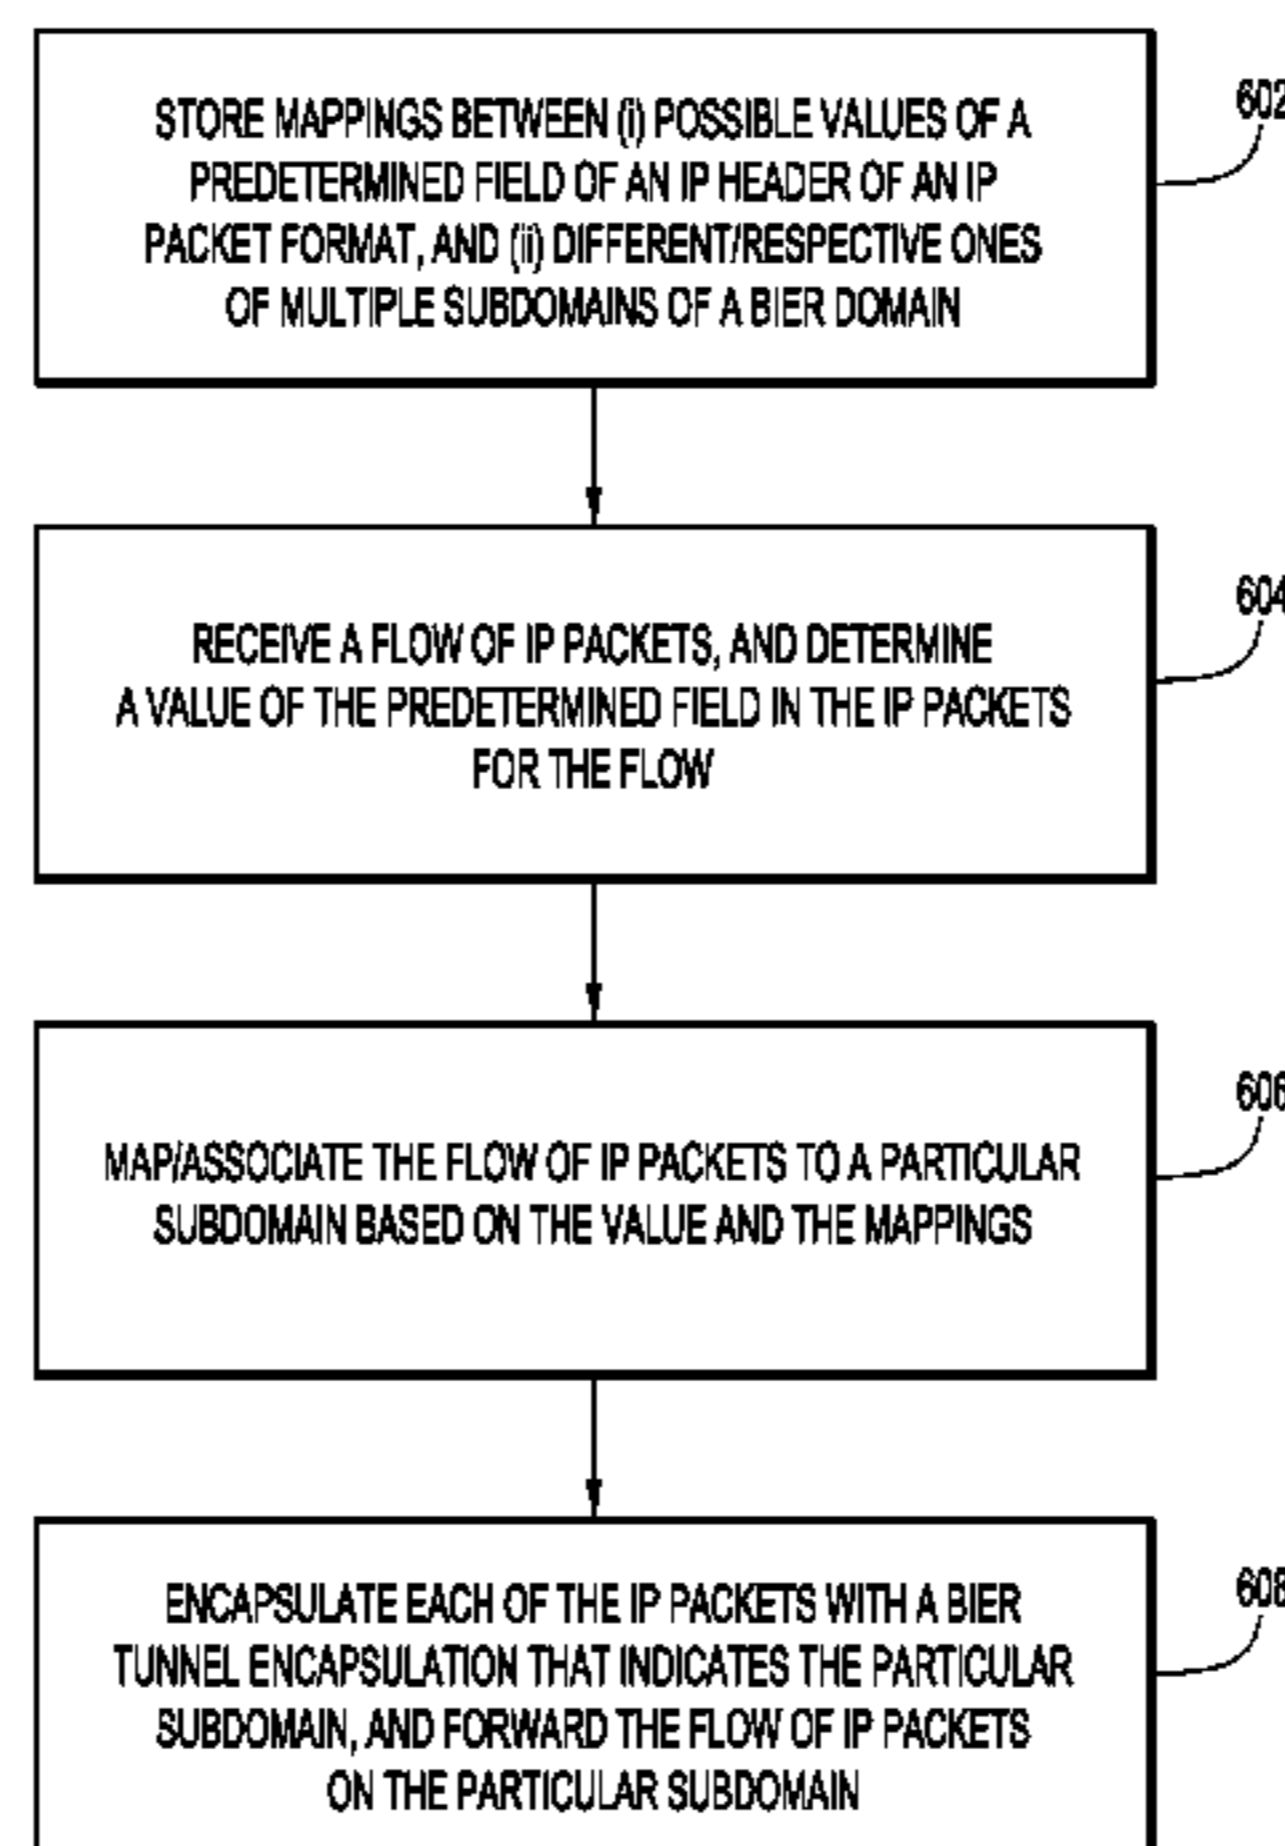 STORE MAPPINGS BETWEEN (i) POSSIBLE VALUES OF A
PREDETERMINED FIELD OF AN IP HEADER OF AN IP
PACKET FORMAT, AND (ii) DIFFERENT/RESPECTIVE ONES
OF MULTIPLE SUBDOMAINS OF A BIER DOMAIN
602
RECEIVE A FLOW OF IP PACKETS, AND DETERMINE
A VALUE OF THE PREDETERMINED FIELD IN THE IP PACKETS
FOR THE FLOW
604
MAP/ASSOCIATE THE FLOW OF IP PACKETS TO A PARTICULAR
SUBDOMAIN BASED ON THE VALUE AND THE MAPPINGS
606
ENCAPSULATE EACH OF THE IP PACKETS WITH A BIER
TUNNEL ENCAPSULATION THAT INDICATES THE PARTICULAR
SUBDOMAIN, AND FORWARD THE FLOW OF IP PACKETS
ON THE PARTICULAR SUBDOMAIN
608